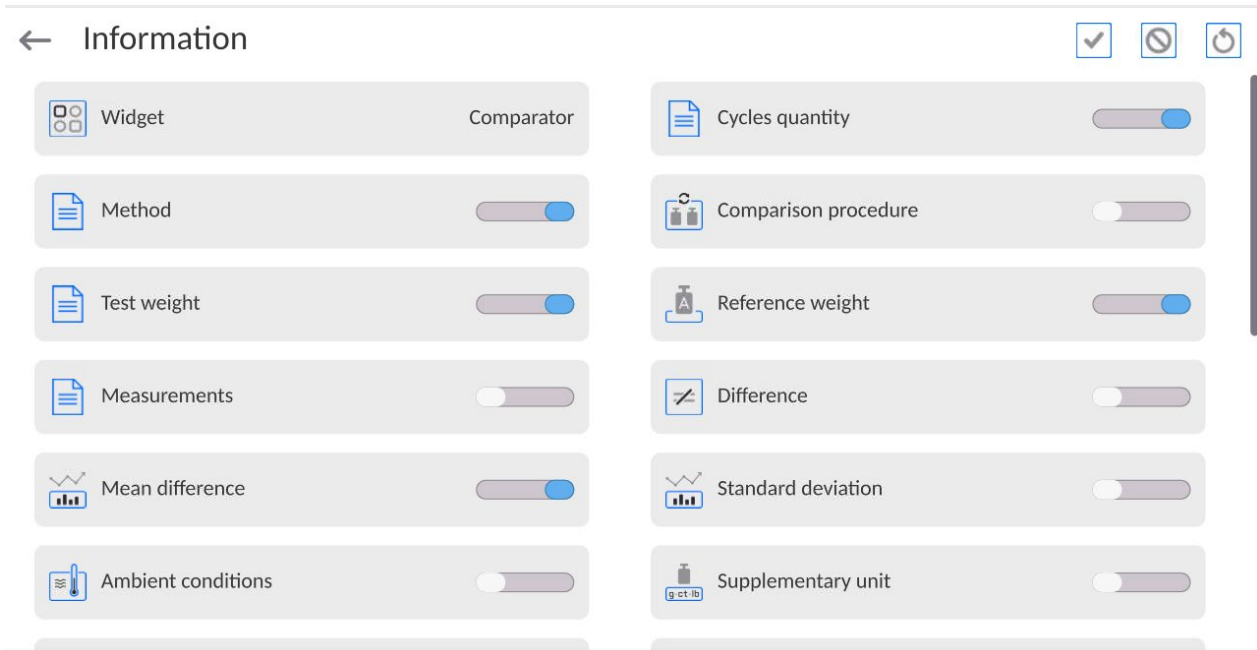 Information
Widget Comparator
Cycles quantity
Method
Comparison procedure
Test weight
A
Reference weight
Measurements
Difference
Mean difference
Standard deviation
Ambient conditions
g·ct·lb
Supplementary unit